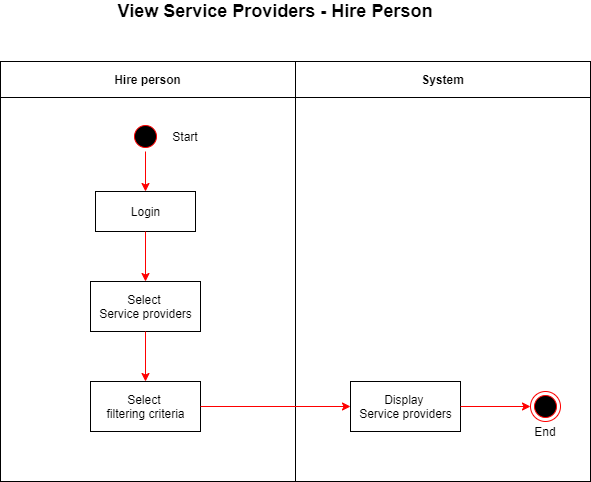 View Service Providers - Hire Person
Hire person
System
Start
Login
Select
Service providers
Select
filtering criteria
Display
Service providers
End